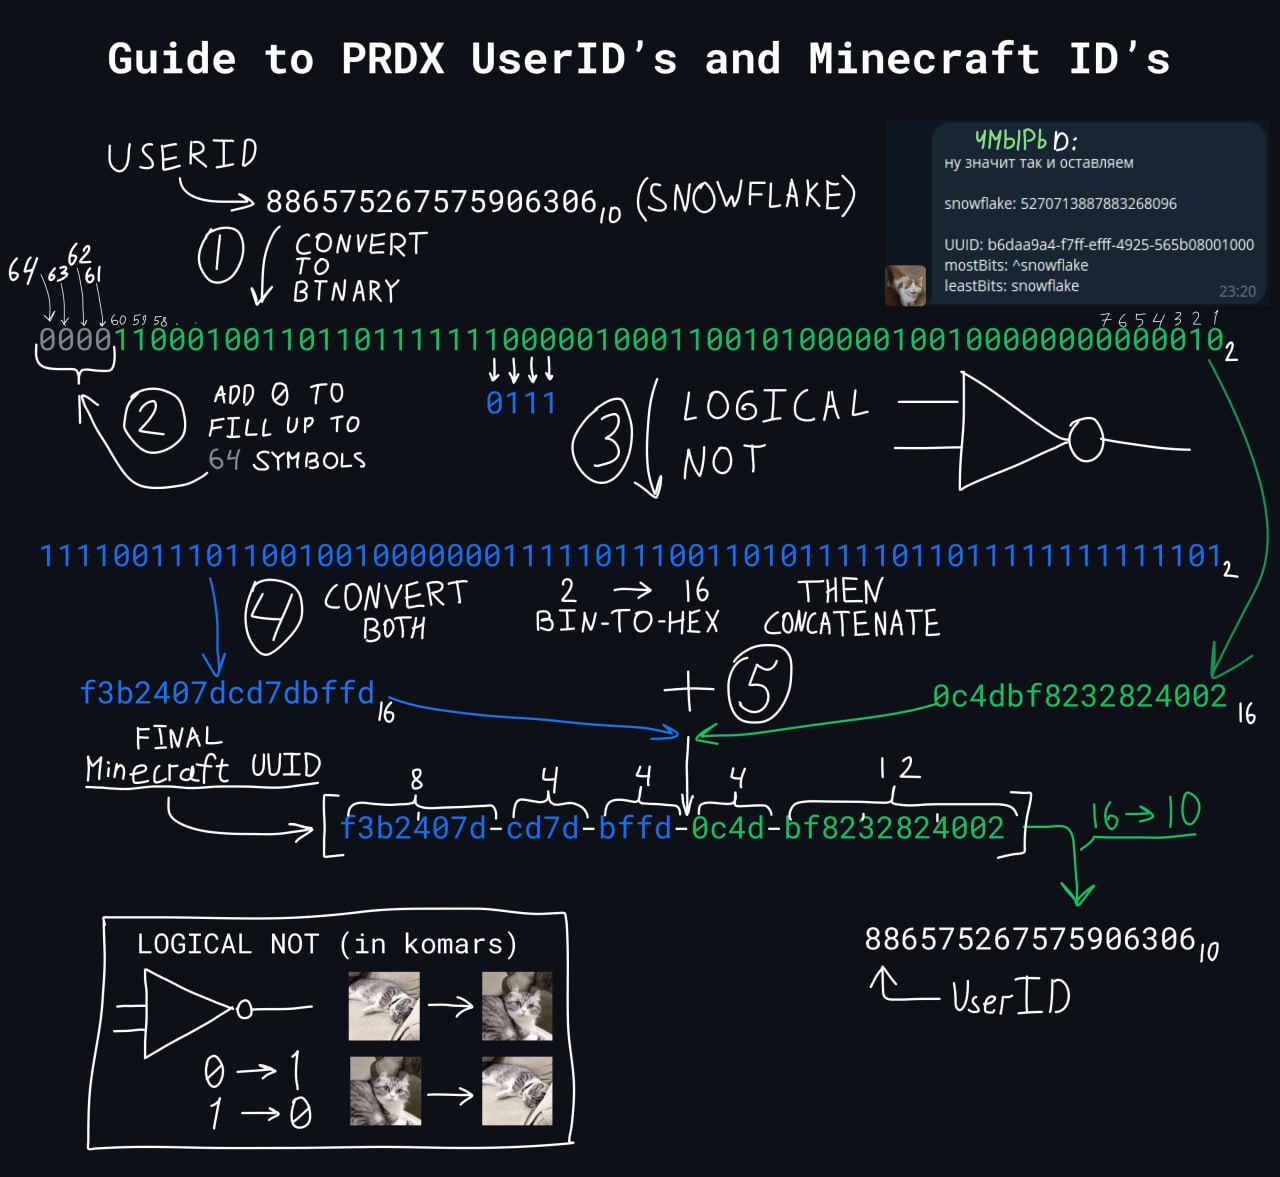 Guide to PRDX UserID’s and Minecraft ID’s
USERID
886575267575906306₁₀ (SNOWFLAKE)
ЧМЫРЬ D:
ну значит так и оставляем
snowflake: 5270713887883268096
UUID: b6daa9a4-f7ff-efff-4925-565b08001000
mostBits: ^snowflake
leastBits: snowflake
23:20
1 CONVERT
TO
BINARY
64 63 62 61 60 59 58 . . 7 6 5 4 3 2 1
0000110001001101101111111000001000110010100000100100000000000010₂
0111
2 ADD 0 TO
FILL UP TO
64 SYMBOLS
3 LOGICAL
NOT
1111001110110010010000000111110111001101011111011011111111111101₂
4 CONVERT
BOTH
2 → 16
BIN-TO-HEX
THEN
CONCATENATE
f3b2407dcd7dbffd₁₆
+ 5
0c4dbf8232824002₁₆
FINAL
Minecraft UUID
8 4 4 4 12
[f3b2407d-cd7d-bffd-0c4d-bf8232824002]
16 → 10
886575267575906306₁₀
UserID
LOGICAL NOT (in komars)
0 → 1
1 → 0